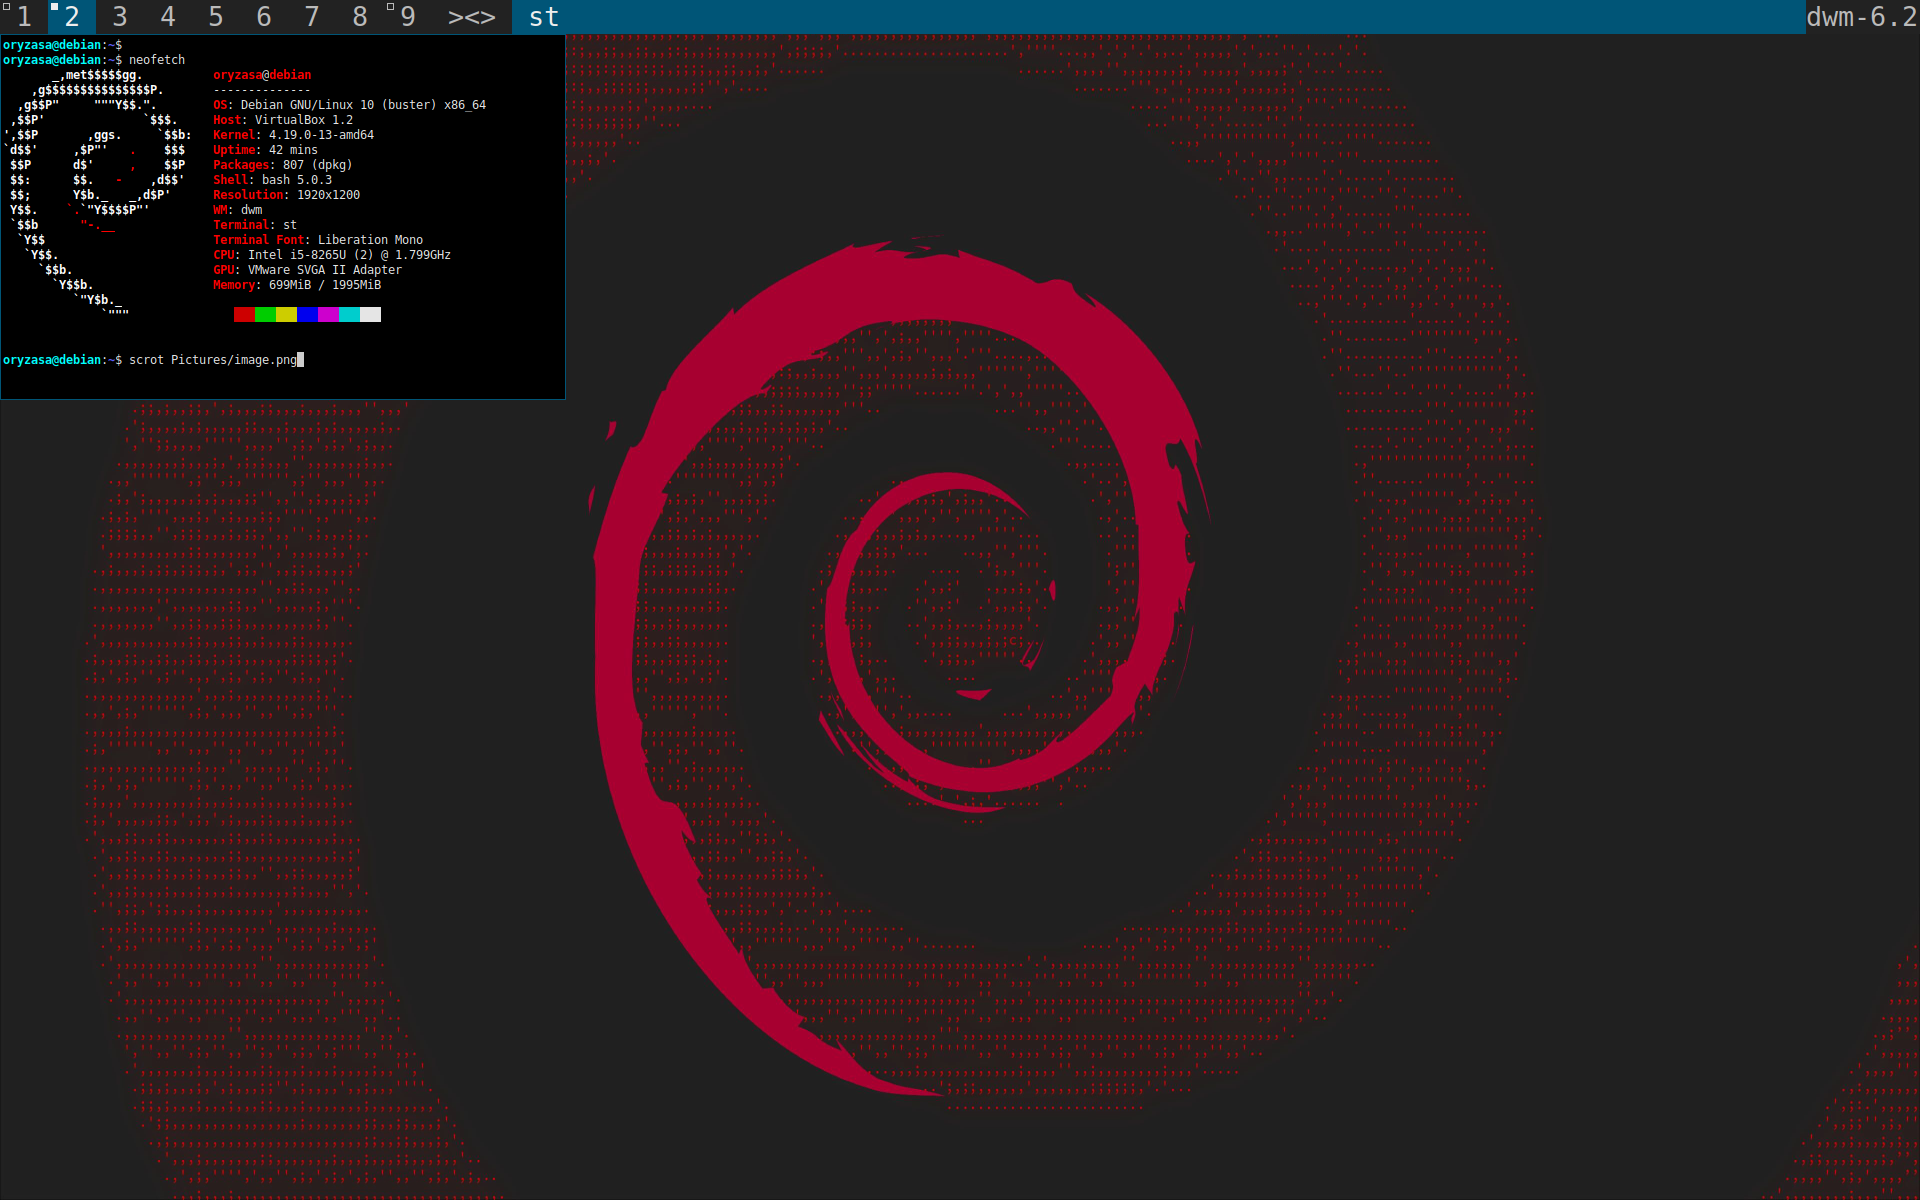 1 2 3 4 5 6 7 8 9 ><> st dwm-6.2
oryzasa@debian:~$
oryzasa@debian:~$ neofetch
       _,met$$$$$gg.          oryzasa@debian
    ,g$$$$$$$$$$$$$$$P.       --------------
  ,g$$P"     """Y$$.".        OS: Debian GNU/Linux 10 (buster) x86_64
 ,$$P'              `$$$.     Host: VirtualBox 1.2
',$$P       ,ggs.     `$$b:   Kernel: 4.19.0-13-amd64
`d$$'     ,$P"'   .    $$$    Uptime: 42 mins
 $$P      d$'     ,    $$P    Packages: 807 (dpkg)
 $$:      $$.   -    ,d$$'    Shell: bash 5.0.3
 $$;      Y$b._   _,d$P'      Resolution: 1920x1200
 Y$$.    `.`"Y$$$$P"'         WM: dwm
 `$$b      "-.__              Terminal: st
  `Y$$                        Terminal Font: Liberation Mono
   `Y$$.                      CPU: Intel i5-8265U (2) @ 1.799GHz
     `$$b.                    GPU: VMware SVGA II Adapter
       `Y$$b.                 Memory: 699MiB / 1995MiB
          `"Y$b._
              `"""
oryzasa@debian:~$ scrot Pictures/image.png